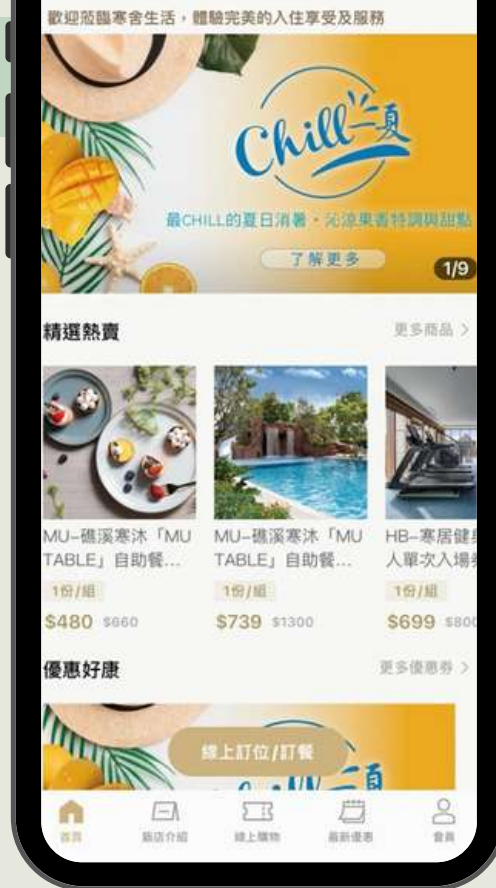 歡迎蒞臨寒舍生活，體驗完美的入住享受及服務
Chill一夏
最CHILL的夏日消暑・沁涼果香特調與甜點
了解更多
1/9
精選熱賣
更多商品 >
MU–礁溪寒沐「MU
TABLE」自助餐...
1份/組
$480 $660
MU–礁溪寒沐「MU
TABLE」自助餐...
1份/組
$739 $1300
HB–寒居健
人單次入場
1份/組
$699 $800
優惠好康
更多優惠券 >
線上訂位/訂餐
首頁
飯店介紹
線上購物
最新優惠
會員